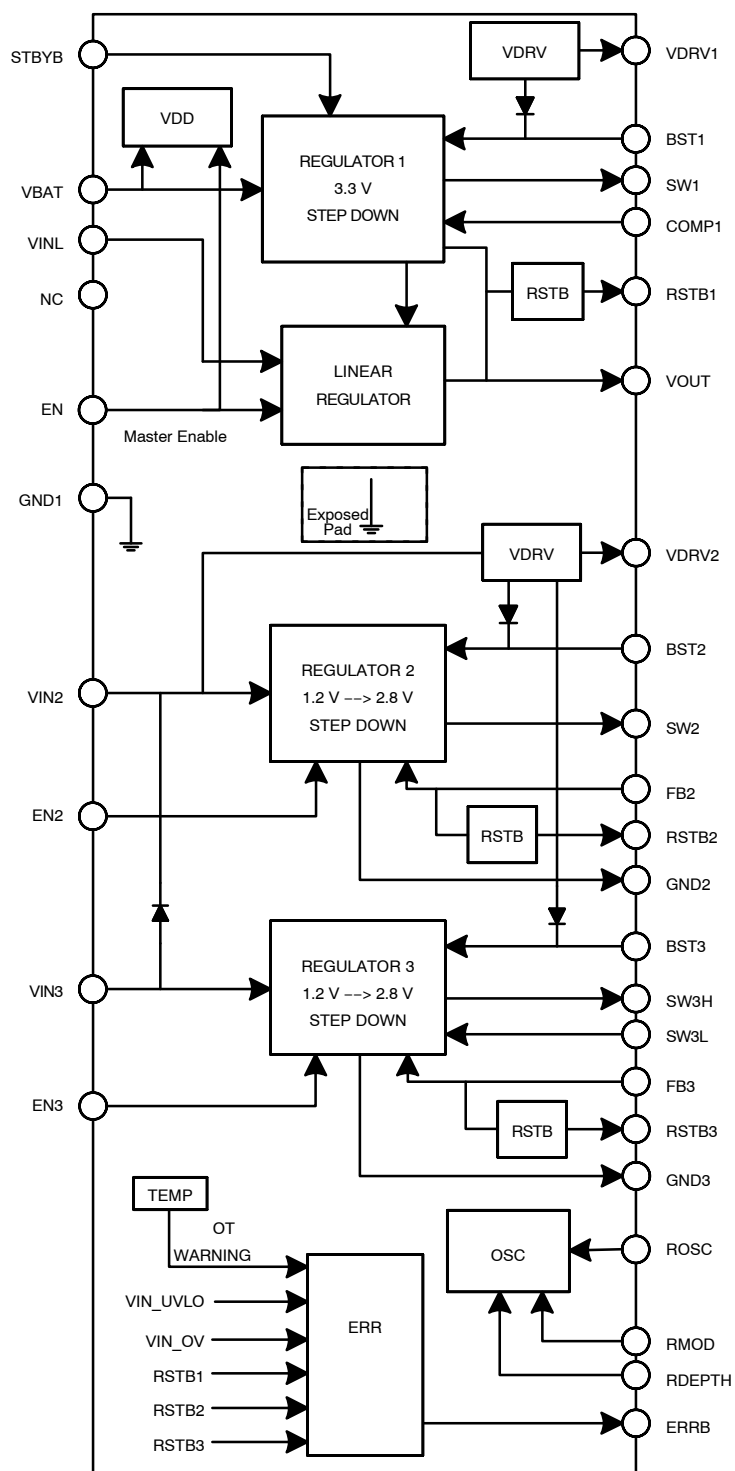 STBYB
VDRV
VDRV1
VDD
BST1
REGULATOR 1
3.3 V
STEP DOWN
VBAT
SW1
COMP1
VINL
NC
RSTB
RSTB1
LINEAR
REGULATOR
VOUT
EN
Master Enable
GND1
Exposed
Pad
VDRV
VDRV2
BST2
REGULATOR 2
1.2 V --> 2.8 V
STEP DOWN
VIN2
SW2
FB2
EN2
RSTB
RSTB2
GND2
BST3
REGULATOR 3
1.2 V --> 2.8 V
STEP DOWN
VIN3
SW3H
SW3L
FB3
EN3
RSTB
RSTB3
GND3
TEMP
OT
WARNING
OSC
ROSC
VIN_UVLO
ERR
VIN_OV
RMOD
RSTB1
RDEPTH
RSTB2
ERRB
RSTB3